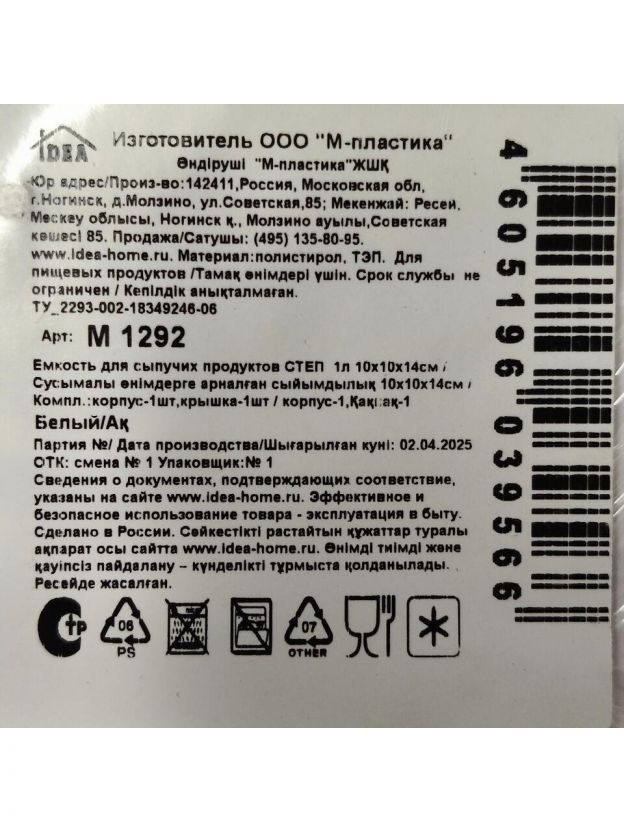 IDEA
Изготовитель ООО "М-пластика"
Өндіруші "М-пластика"ЖШҚ
Юр адрес/Произ-во:142411,Россия, Московская обл,
г.Ногинск, д.Молзино, ул.Советская,85; Мекенжай: Ресей,
Мескеу облысы, Ногинск қ., Молзино ауылы,Советская
көшесі 85. Продажа/Сатушы: (495) 135-80-95.
www.idea-home.ru. Материал:полистирол, ТЭП. Для
пищевых продуктов /Тамақ өнімдері үшін. Срок службы не
ограничен / Кепілдік анықталмаған.
ТУ_2293-002-18349246-06
Арт: М 1292
Емкость для сыпучих продуктов СТЕП 1л 10х10х14см /
Сусымалы өнімдерге арналған сыйымдылық 10х10х14см /
Компл.:корпус-1шт,крышка-1шт / корпус-1,Қақпақ-1
Белый/Ақ
Партия №/ Дата производства/Шығарылған күні: 02.04.2025
ОТК: смена № 1 Упаковщик:№ 1
Сведения о документах, подтверждающих соответствие,
указаны на сайте www.idea-home.ru. Эффективное и
безопасное использование товара - эксплуатация в быту.
Сделано в России. Сәйкестікті растайтын құжаттар туралы
ақпарат осы сайтта www.idea-home.ru. Өнімді тиімді және
қауіпсіз пайдалану – күнделікті тұрмыста қолданылады.
Ресейде жасалған.
Стр
06
PS
07
OTHER
4 605196 039566